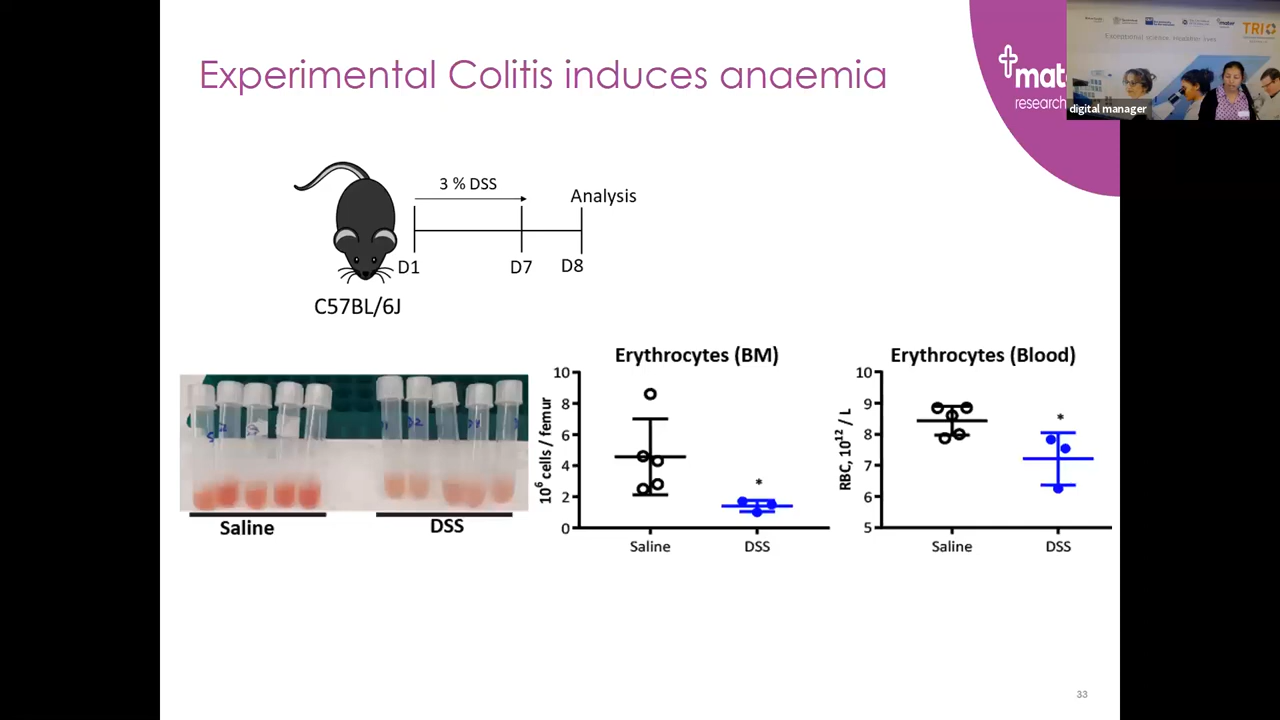 Experimental Colitis induces anaemia
mat
research
TRI
Exceptional science. Healthier lives
digital manager
3 % DSS
Analysis
D1
D7
D8
C57BL/6J
Saline
DSS
Erythrocytes (BM)
10⁶ cells / femur
10
8
6
4
2
0
*
Saline
DSS
Erythrocytes (Blood)
RBC, 10¹² / L
10
9
8
7
6
5
*
Saline
DSS
33